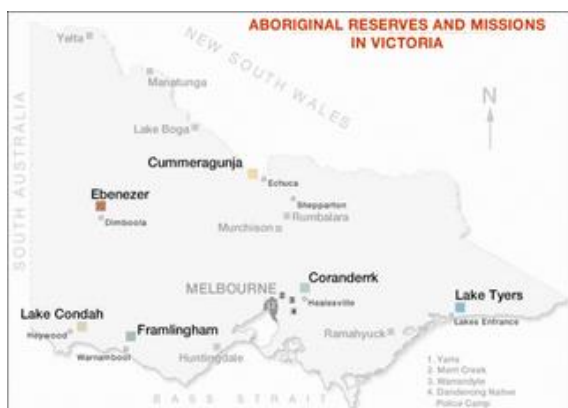 ABORIGINAL RESERVES AND MISSIONS
IN VICTORIA
Yelta
NEW SOUTH WALES
Manatunga
N
SOUTH AUSTRALIA
Lake Boga
Cummeragunja
Echuca
Ebenezer
Shepparton
Dimboola
Murchison
Rumbalara
MELBOURNE
Coranderrk
Healesville
Lake Tyers
Lakes Entrance
Lake Condah
Heywood
Framlingham
Warrnambool
Huntingdale
Ramahyuck
BASS STRAIT
1. Yarra
2. Merri Creek
3. Warrandyte
4. Dandenong Native
Police Camp